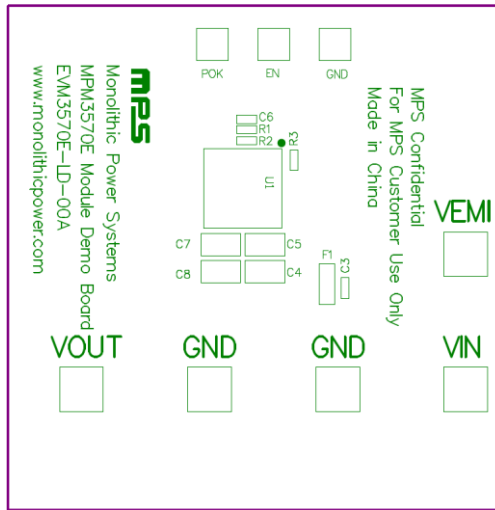 POK
EN
GND
mps
Monolithic Power Systems
MPM3570E Module Demo Board
EVM3570E-LD-00A
www.monolithicpower.com
MPS Confidential
For MPS Customer Use Only
Made in China
C6
R1
R2
R3
U1
C7
C5
C8
C4
F1
C3
VEMI
VOUT
GND
GND
VIN